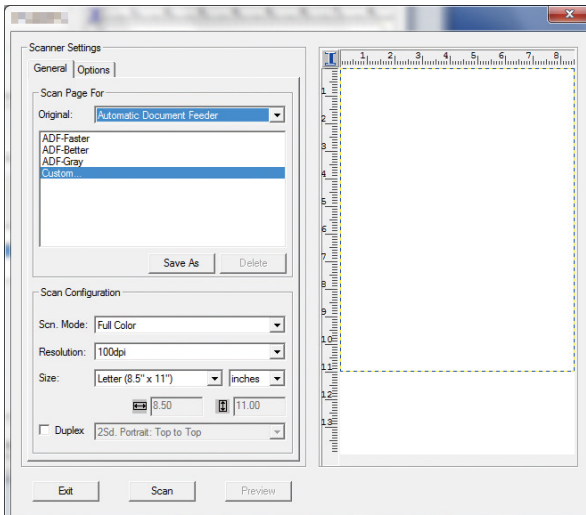 Scanner Settings
General Options
Scan Page For
Original: Automatic Document Feeder
ADF-Faster
ADF-Better
ADF-Gray
Custom...
Save As Delete
Scan Configuration
Scn. Mode: Full Color
Resolution: 100dpi
Size: Letter (8.5" x 11") inches
8.50 11.00
Duplex 2Sd. Portrait: Top to Top
Exit Scan Preview
1 2 3 4 5 6 7 8
1
2
3
4
5
6
7
8
9
10
11
12
13